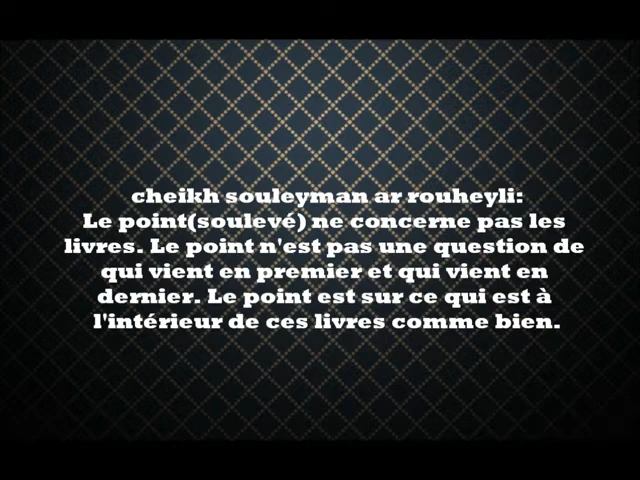 cheikh souleyman ar rouheyli:
Le point(soulevé) ne concerne pas les
livres. Le point n'est pas une question de
qui vient en premier et qui vient en
dernier. Le point est sur ce qui est à
l'intérieur de ces livres comme bien.